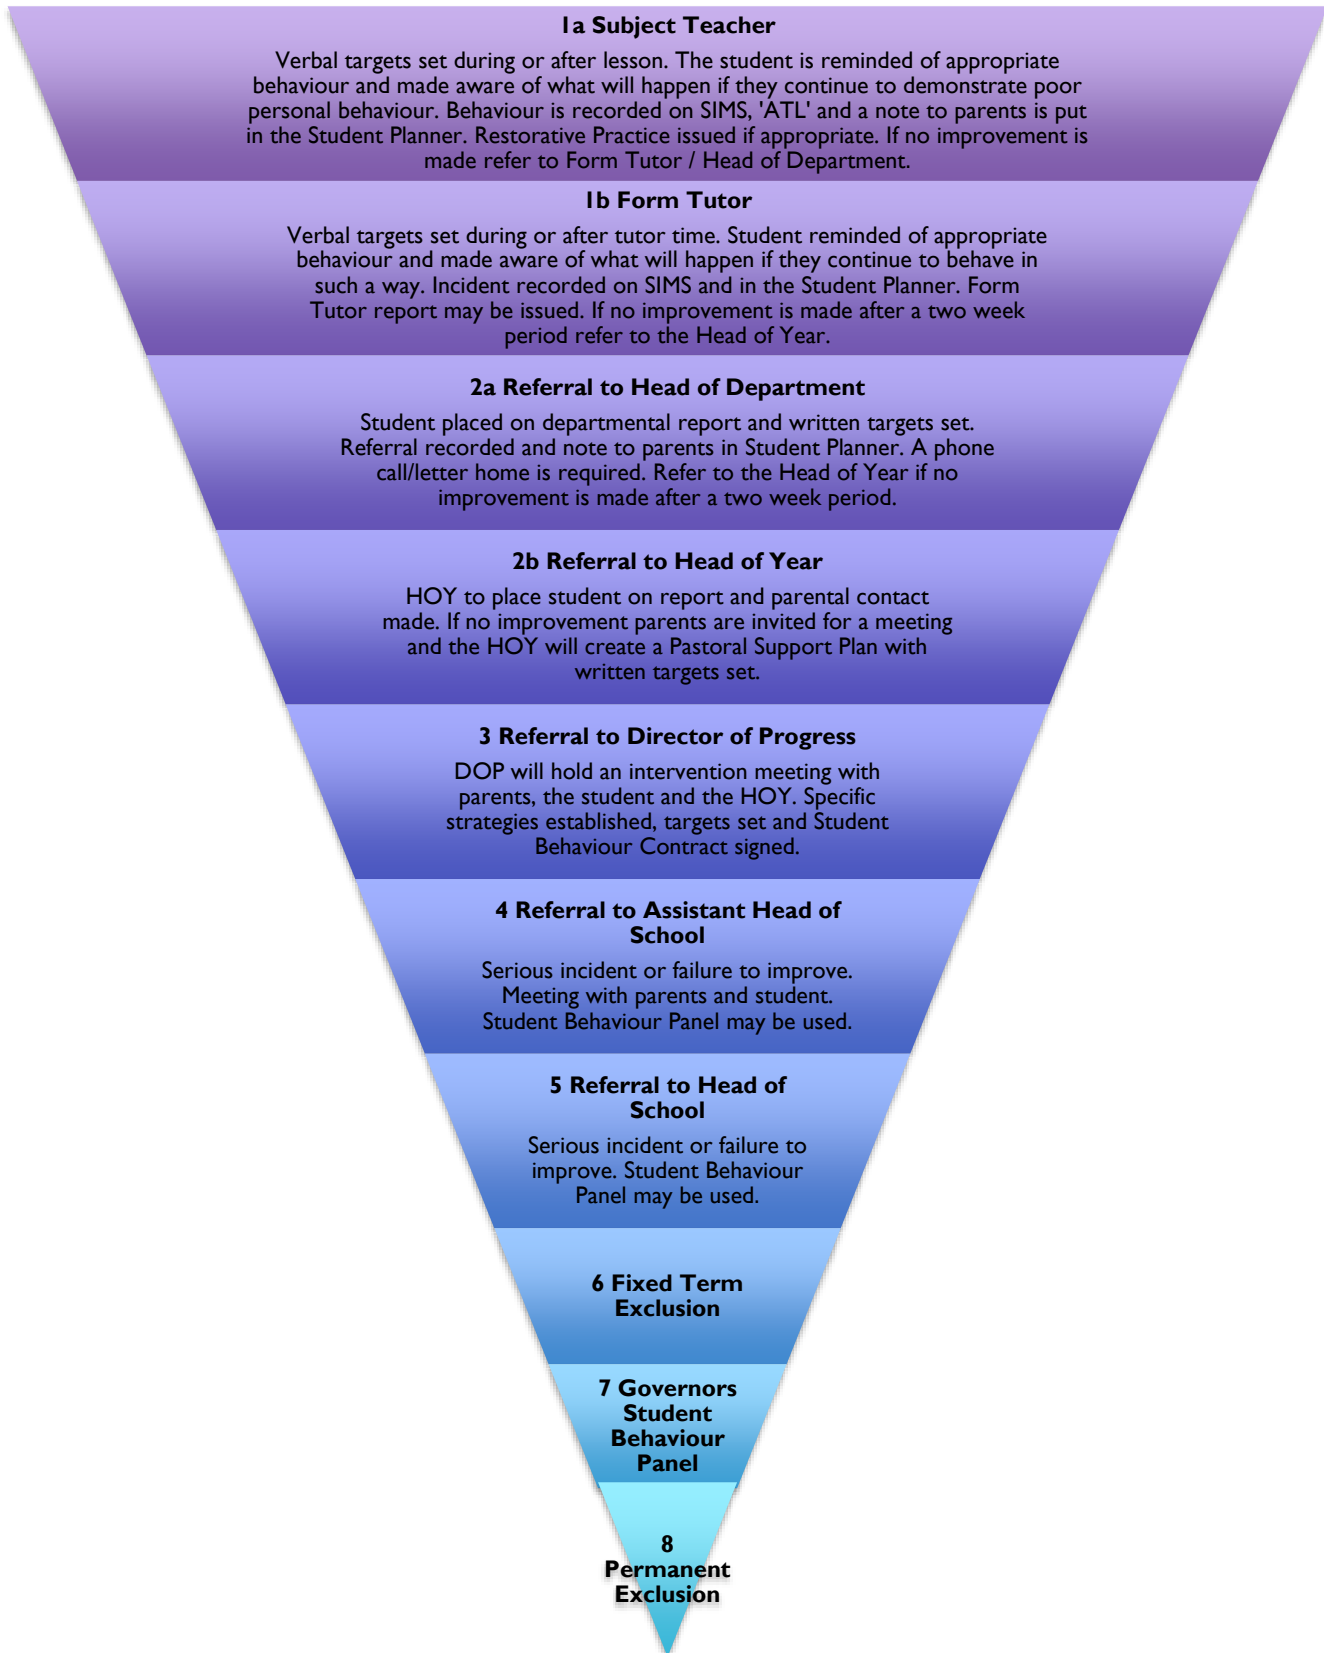 1a Subject Teacher
Verbal targets set during or after lesson. The student is reminded of appropriate
behaviour and made aware of what will happen if they continue to demonstrate poor
personal behaviour. Behaviour is recorded on SIMS, 'ATL' and a note to parents is put
in the Student Planner. Restorative Practice issued if appropriate. If no improvement is
made refer to Form Tutor / Head of Department.
1b Form Tutor
Verbal targets set during or after tutor time. Student reminded of appropriate
behaviour and made aware of what will happen if they continue to behave in
such a way. Incident recorded on SIMS and in the Student Planner. Form
Tutor report may be issued. If no improvement is made after a two week
period refer to the Head of Year.
2a Referral to Head of Department
Student placed on departmental report and written targets set.
Referral recorded and note to parents in Student Planner. A phone
call/letter home is required. Refer to the Head of Year if no
improvement is made after a two week period.
2b Referral to Head of Year
HOY to place student on report and parental contact
made. If no improvement parents are invited for a meeting
and the HOY will create a Pastoral Support Plan with
written targets set.
3 Referral to Director of Progress
DOP will hold an intervention meeting with
parents, the student and the HOY. Specific
strategies established, targets set and Student
Behaviour Contract signed.
4 Referral to Assistant Head of
School
Serious incident or failure to improve.
Meeting with parents and student.
Student Behaviour Panel may be used.
5 Referral to Head of
School
Serious incident or failure to
improve. Student Behaviour
Panel may be used.
6 Fixed Term
Exclusion
7 Governors
Student
Behaviour
Panel
8
Permanent
Exclusion